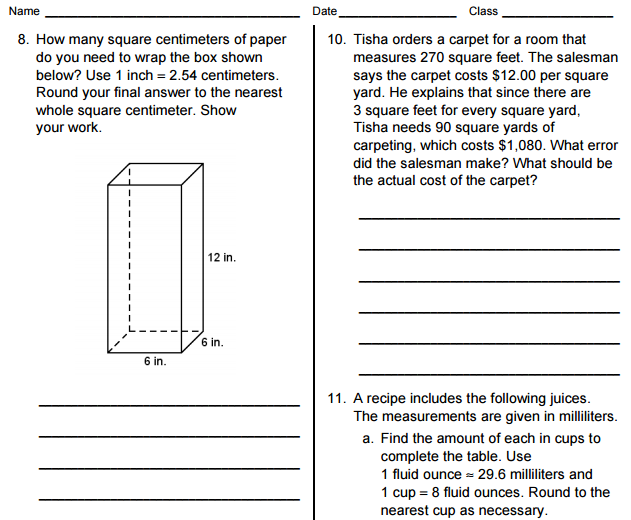 Name
Date
Class
8. How many square centimeters of paper
do you need to wrap the box shown
below? Use 1 inch = 2.54 centimeters.
Round your final answer to the nearest
whole square centimeter. Show
your work.
12 in.
6 in.
6 in.
10. Tisha orders a carpet for a room that
measures 270 square feet. The salesman
says the carpet costs $12.00 per square
yard. He explains that since there are
3 square feet for every square yard,
Tisha needs 90 square yards of
carpeting, which costs $1,080. What error
did the salesman make? What should be
the actual cost of the carpet?
11. A recipe includes the following juices.
The measurements are given in milliliters.
a. Find the amount of each in cups to
complete the table. Use
1 fluid ounce ≈ 29.6 milliliters and
1 cup = 8 fluid ounces. Round to the
nearest cup as necessary.